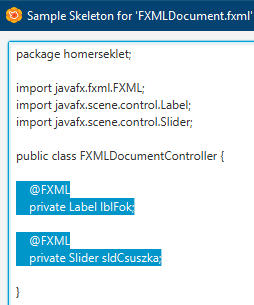 Sample Skeleton for 'FXMLDocument.fxml'
package homerseklet;
import javafx.fxml.FXML;
import javafx.scene.control.Label;
import javafx.scene.control.Slider;
public class FXMLDocumentController {
@FXML
private Label lblFok;
@FXML
private Slider sldCsuszka;
}